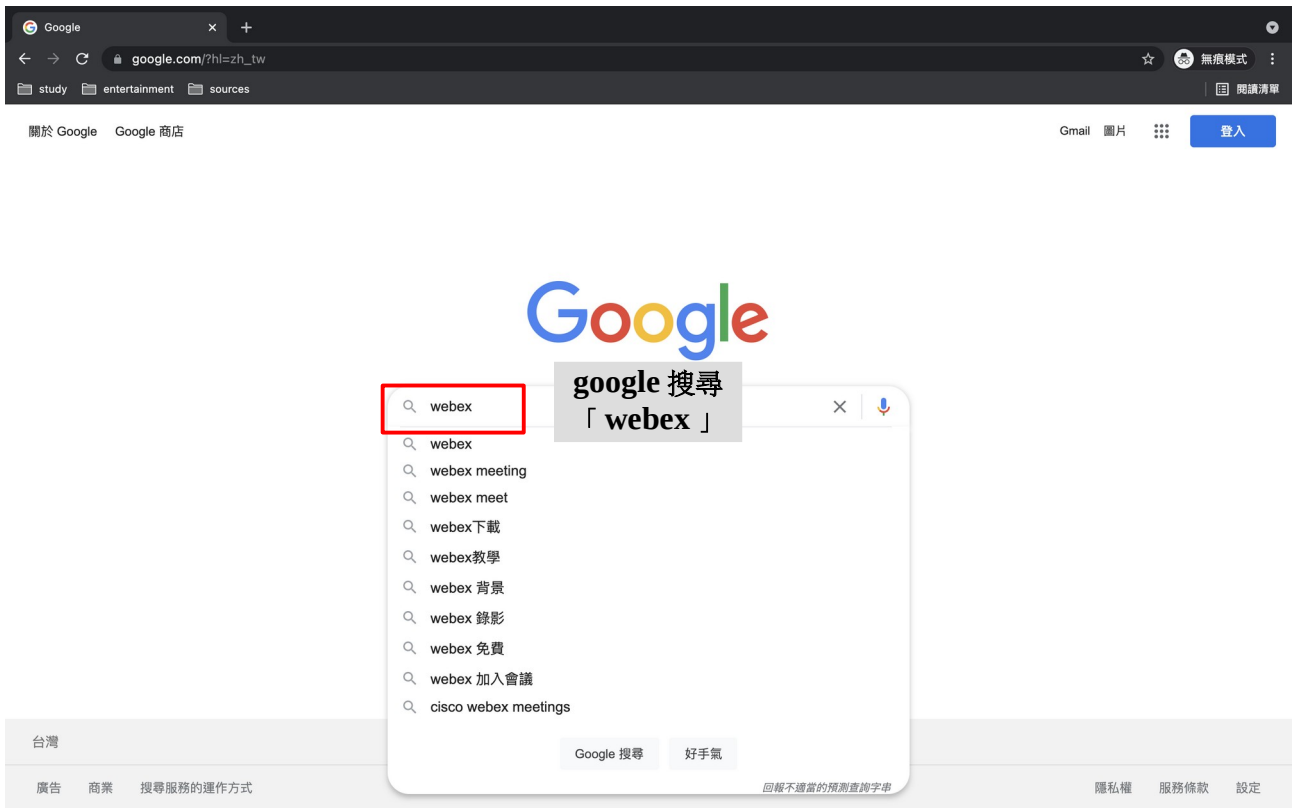 Google
google.com/?hl=zh_tw
無痕模式
study entertainment sources
閱讀清單
關於 Google Google 商店
Gmail 圖片
登入
Google
google 搜尋
「 webex 」
webex
webex
webex meeting
webex meet
webex下載
webex教學
webex 背景
webex 錄影
webex 免費
webex 加入會議
cisco webex meetings
台灣
Google 搜尋 好手氣
回報不適當的預測查詢字串
廣告 商業 搜尋服務的運作方式
隱私權 服務條款 設定